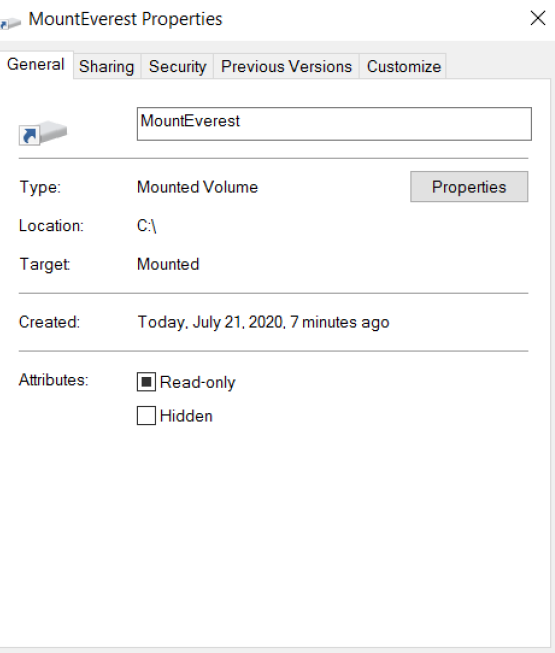 MountEverest Properties
General Sharing Security Previous Versions Customize
MountEverest
Type: Mounted Volume Properties
Location: C:\
Target: Mounted
Created: Today, July 21, 2020, 7 minutes ago
Attributes: Read-only
Hidden